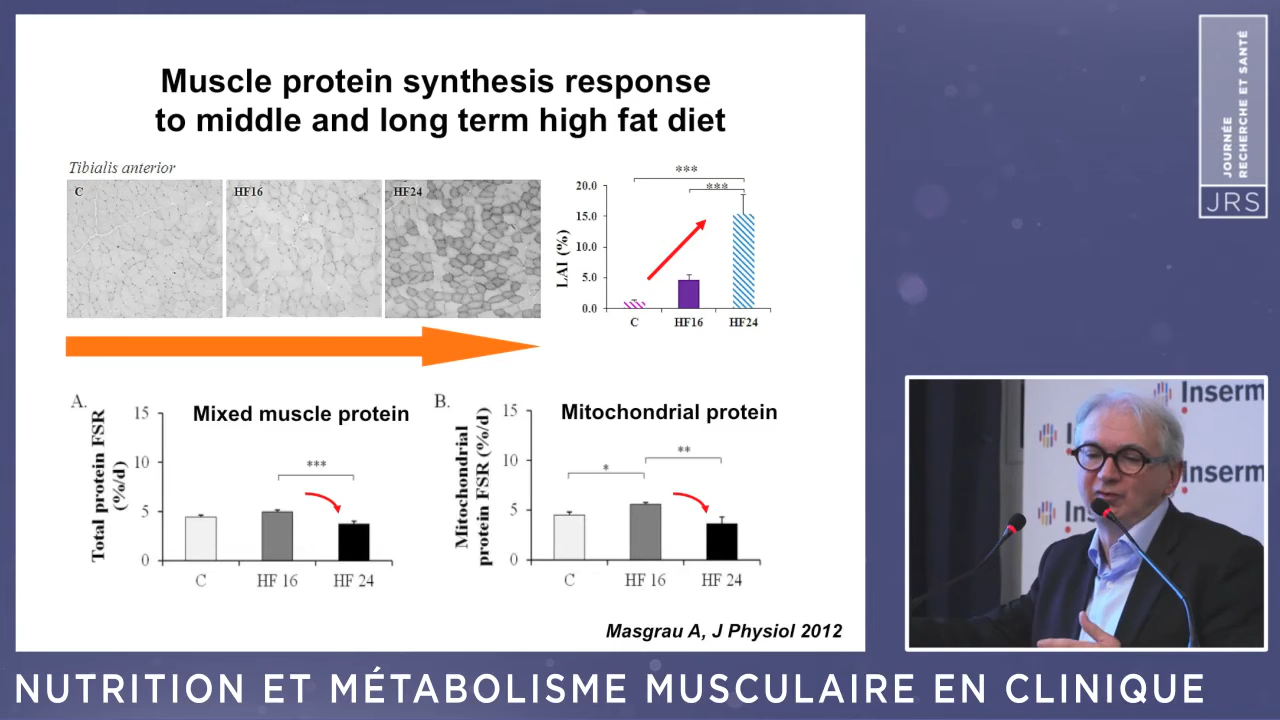 Muscle protein synthesis response
to middle and long term high fat diet
Tibialis anterior
C
HF16
HF24
LAI (%)
20.0
15.0
10.0
5.0
0.0
***
***
C HF16 HF24
A.
Mixed muscle protein
Total protein FSR
(%/d)
15
10
5
0
***
C HF 16 HF 24
B.
Mitochondrial protein
Mitochondrial
protein FSR (%/d)
15
10
5
0
*
**
C HF 16 HF 24
Masgrau A, J Physiol 2012
JOURNÉE
RECHERCHE ET SANTÉ
JRS
Inserm
I
Inserm
Ins
NUTRITION ET MÉTABOLISME MUSCULAIRE EN CLINIQUE